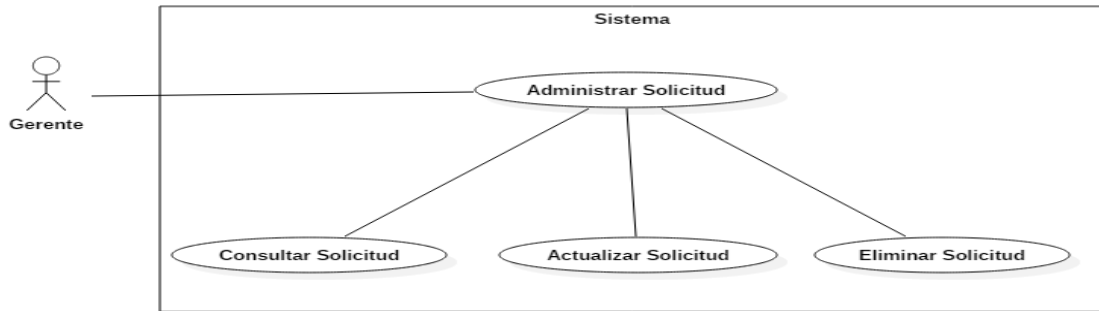 Sistema
Gerente
Administrar Solicitud
Consultar Solicitud
Actualizar Solicitud
Eliminar Solicitud